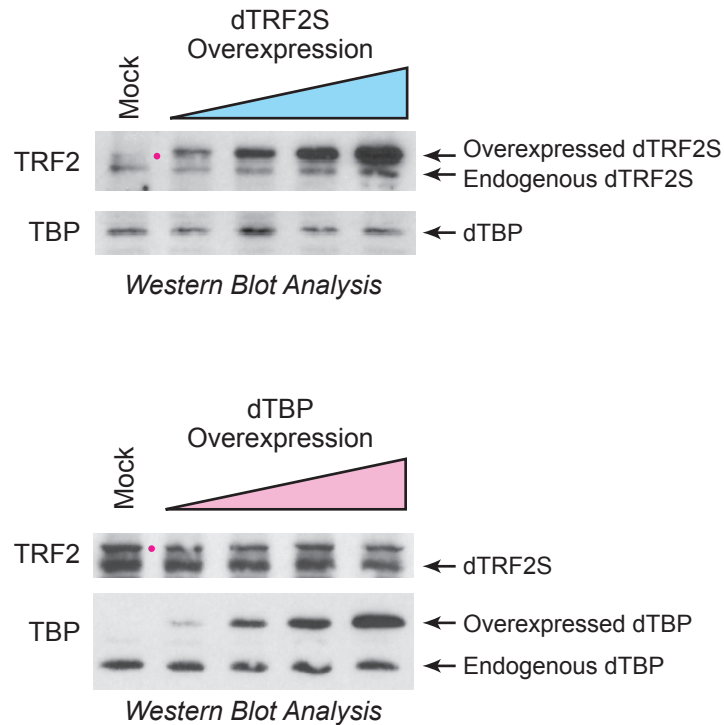 dTRF2S
Overexpression
Mock
TRF2
Overexpressed dTRF2S
Endogenous dTRF2S
TBP
dTBP
Western Blot Analysis
dTBP
Overexpression
Mock
TRF2
dTRF2S
TBP
Overexpressed dTBP
Endogenous dTBP
Western Blot Analysis